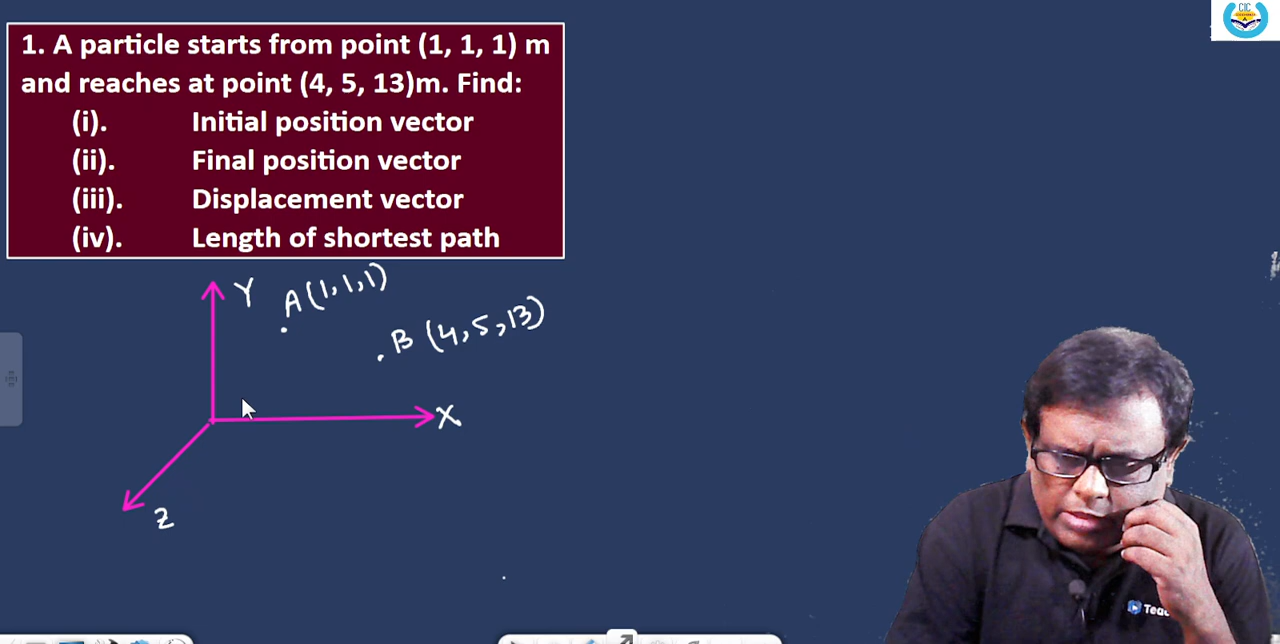 1. A particle starts from point (1, 1, 1) m
and reaches at point (4, 5, 13)m. Find:
(i). Initial position vector
(ii). Final position vector
(iii). Displacement vector
(iv). Length of shortest path
Y
A (1,1,1)
B (4,5,13)
X
Z
CIC